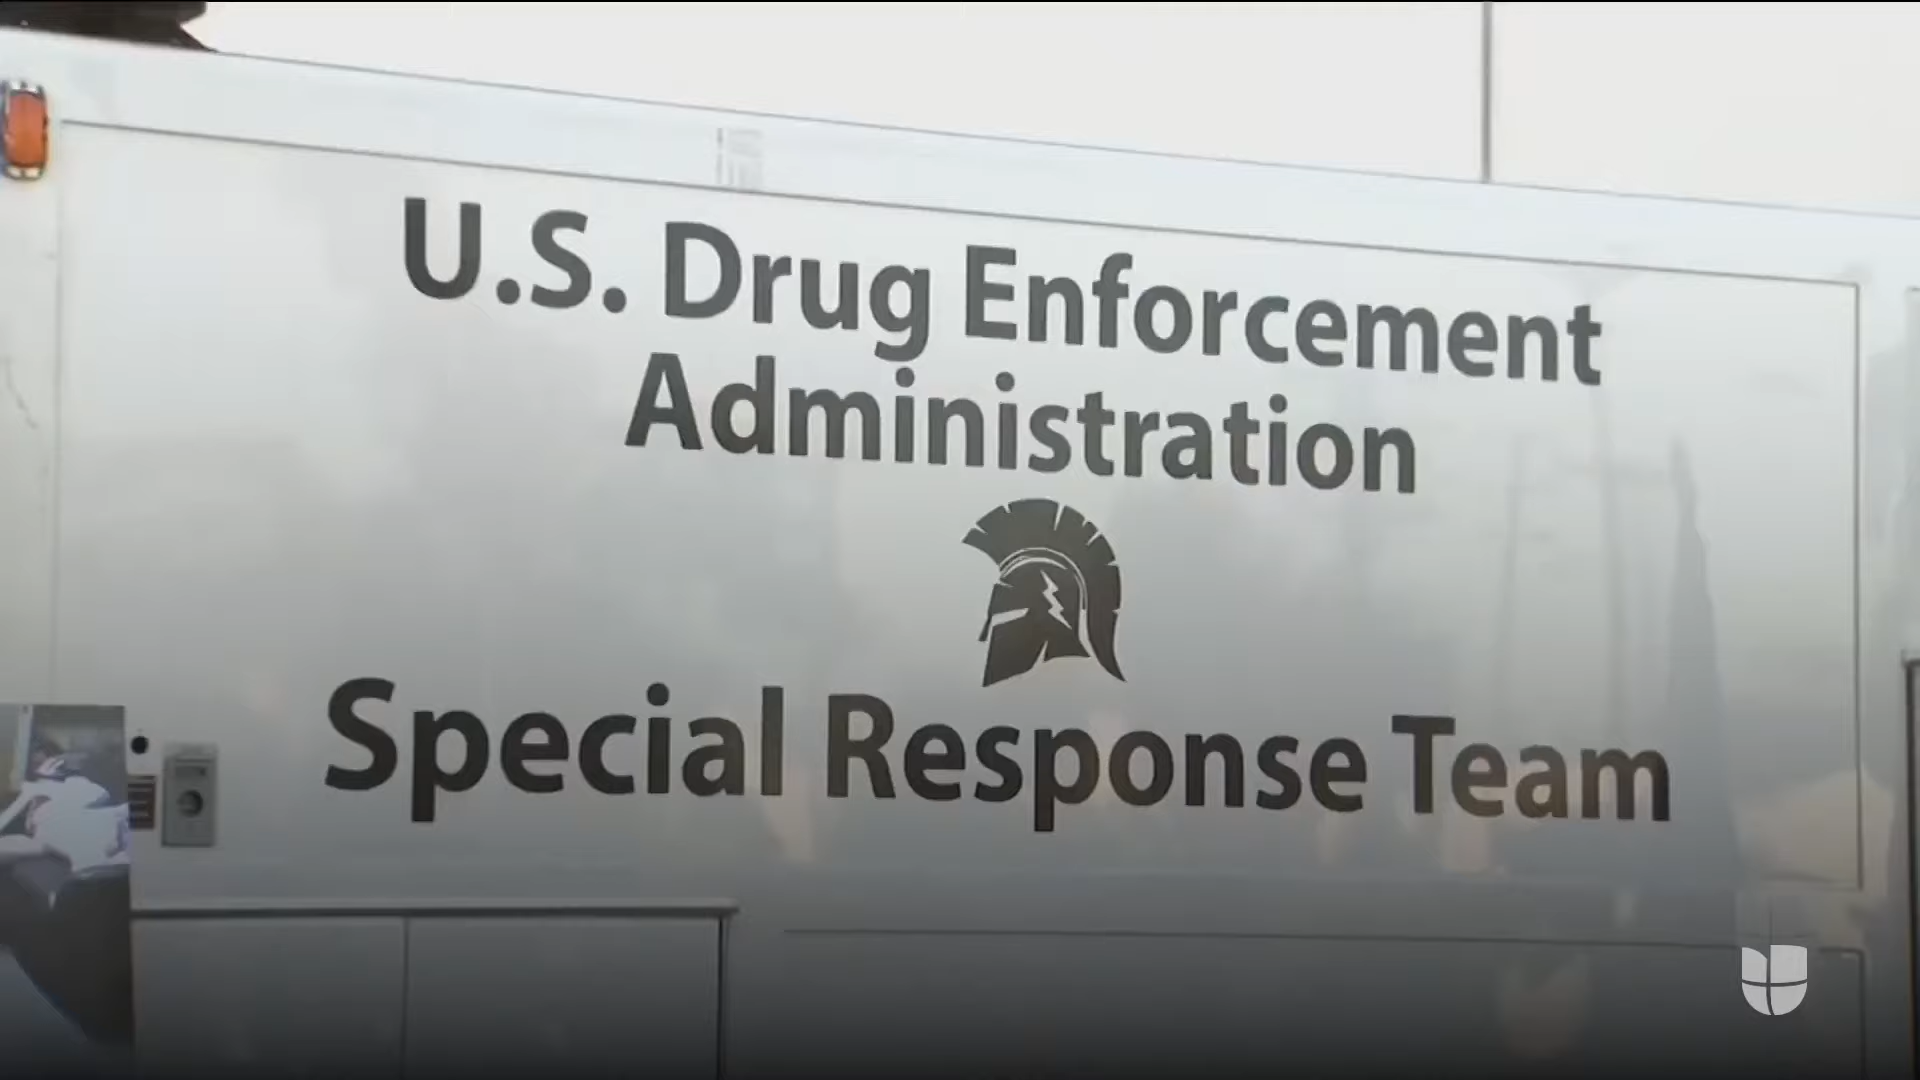 U.S. Drug Enforcement
Administration
Special Response Team